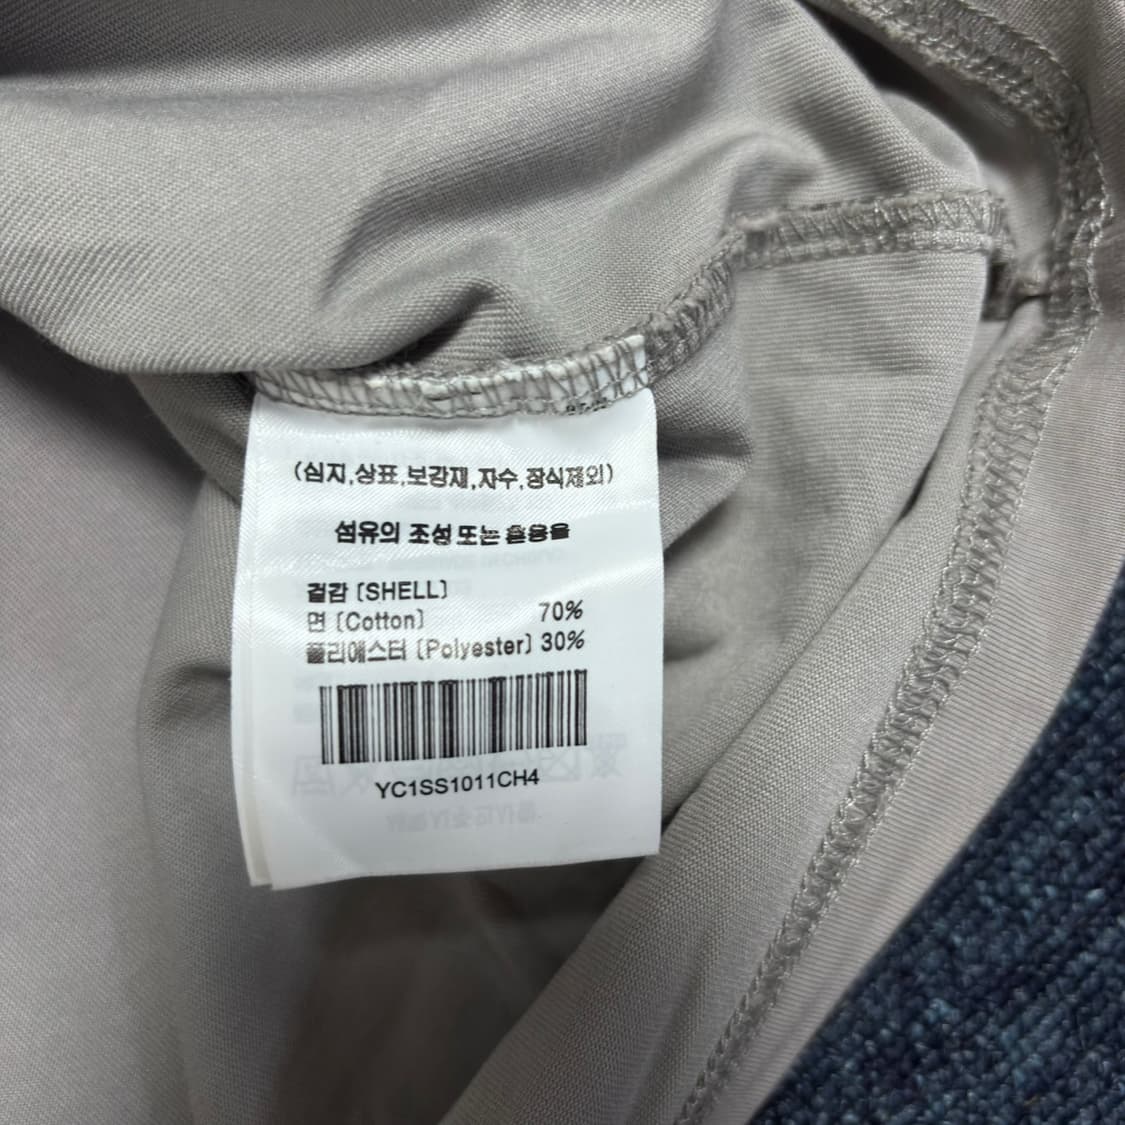 (심지,상표,보강재,자수,장식제외)
섬유의 조성 또는 혼용율
겉감 (SHELL)
면 (Cotton) 70%
폴리에스터 (Polyester) 30%
YC1SS1011CH4